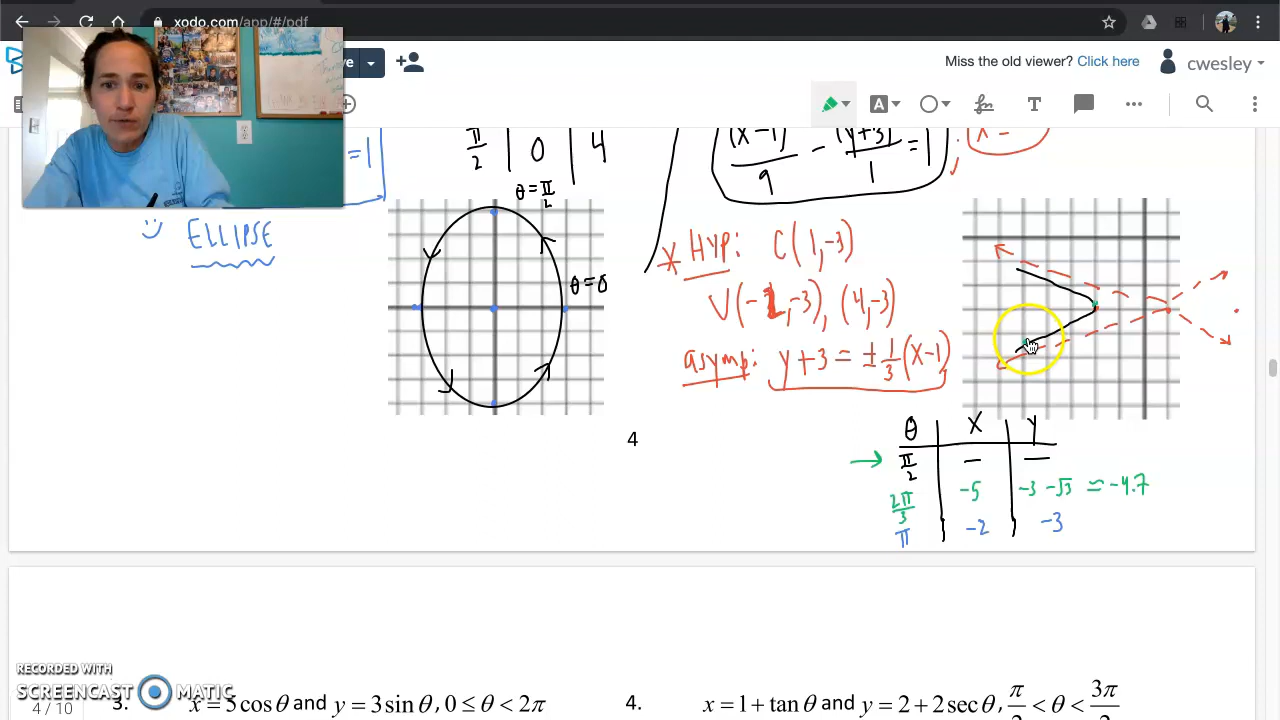 xodo.com/app/#/pdf
ve
Miss the old viewer? Click here
cwesley
A
T
= 1
π/2 | 0 | 4
θ = π/2
θ = 0
(x-1)/9 - (y+3)/1 = 1
x =
ELLIPSE
* HYP: C(1,-3)
V(-2,-3), (4,-3)
asymp: y+3 = ± 1/3 (x-1)
4
θ | X | Y
π/2 | — | —
2π/3 | -5 | -3 -√3 ≈ -4.7
π | -2 | -3
RECORDED WITH
SCREENCAST MATIC
4 / 10
3. x = 5 cos θ and y = 3 sin θ, 0 ≤ θ < 2π
4. x = 1 + tan θ and y = 2 + 2 sec θ, π/2 < θ < 3π/2